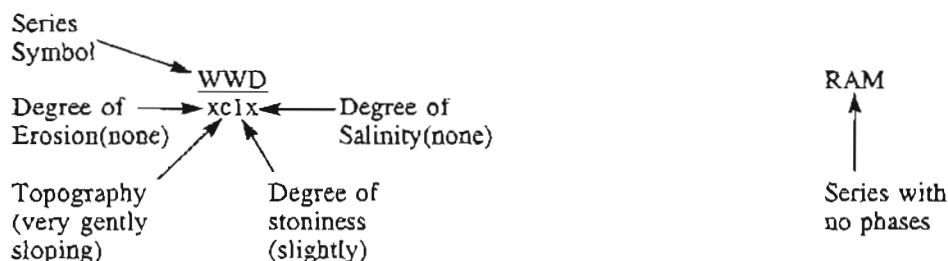 Series
Symbol
WWD
RAM
Degree of
Erosion(none)
xc1x
Degree of
Salinity(none)
Topography
(very gently
sloping)
Degree of
stoniness
(slightly)
Series with
no phases